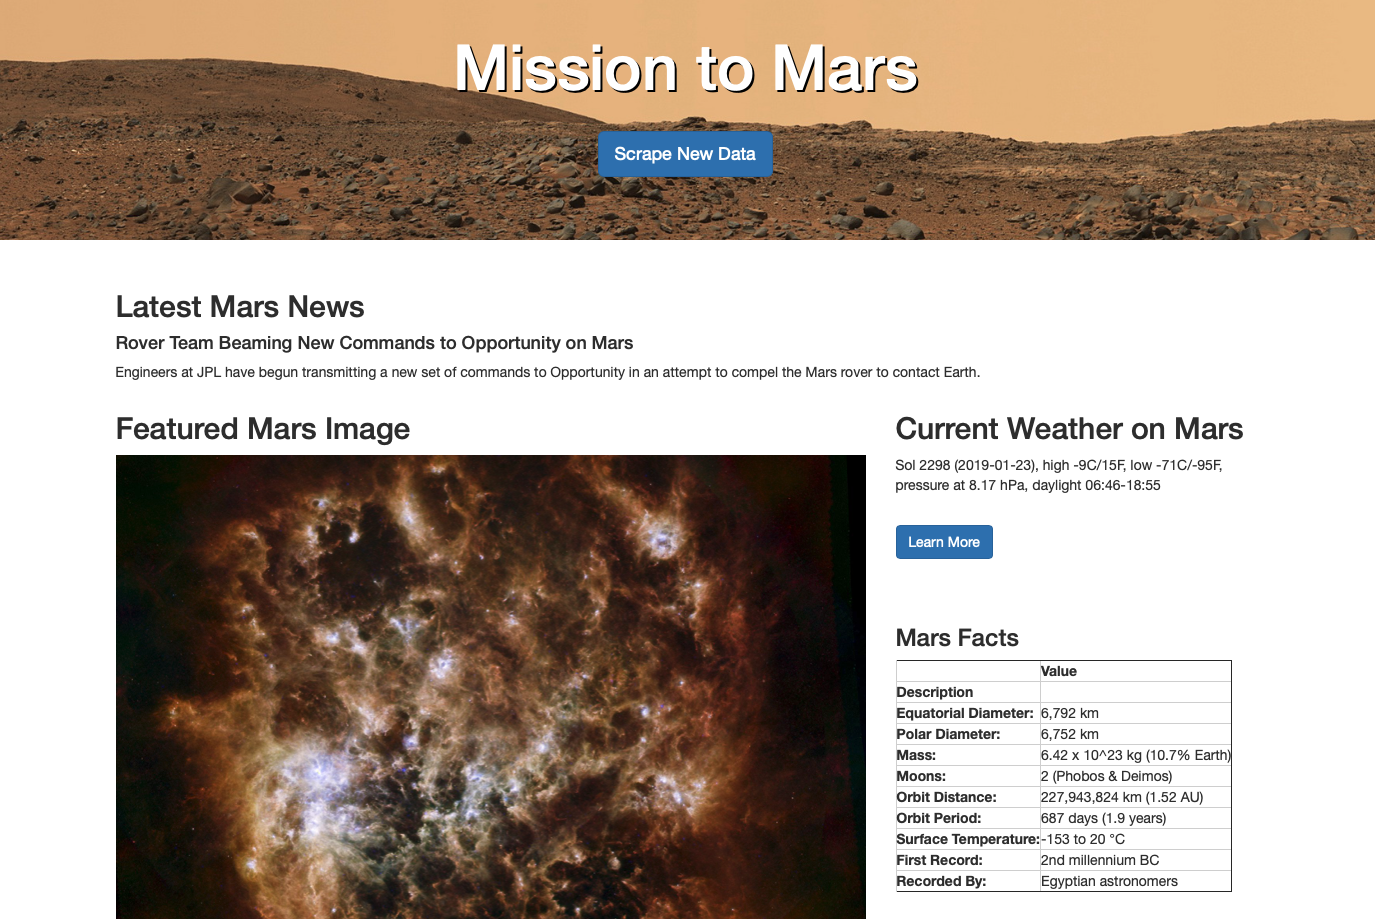 Mission to Mars
Scrape New Data
Latest Mars News
Rover Team Beaming New Commands to Opportunity on Mars
Engineers at JPL have begun transmitting a new set of commands to Opportunity in an attempt to compel the Mars rover to contact Earth.
Featured Mars Image
Current Weather on Mars
Sol 2298 (2019-01-23), high -9C/15F, low -71C/-95F,
pressure at 8.17 hPa, daylight 06:46-18:55
Learn More
Mars Facts
Value
Description
Equatorial Diameter: 6,792 km
Polar Diameter: 6,752 km
Mass: 6.42 x 10^23 kg (10.7% Earth)
Moons: 2 (Phobos & Deimos)
Orbit Distance: 227,943,824 km (1.52 AU)
Orbit Period: 687 days (1.9 years)
Surface Temperature: -153 to 20 °C
First Record: 2nd millennium BC
Recorded By: Egyptian astronomers